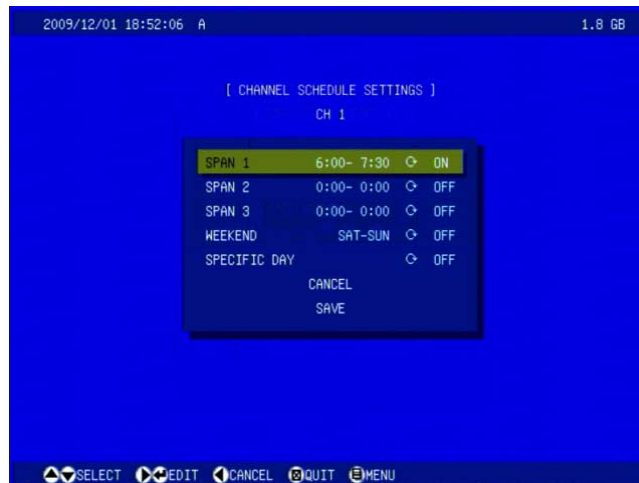 2009/12/01 18:52:06 A 1.8 GB
[ CHANNEL SCHEDULE SETTINGS ]
CH 1
SPAN 1 6:00- 7:30 ON
SPAN 2 0:00- 0:00 OFF
SPAN 3 0:00- 0:00 OFF
WEEKEND SAT-SUN OFF
SPECIFIC DAY OFF
CANCEL
SAVE
SELECT EDIT CANCEL QUIT MENU